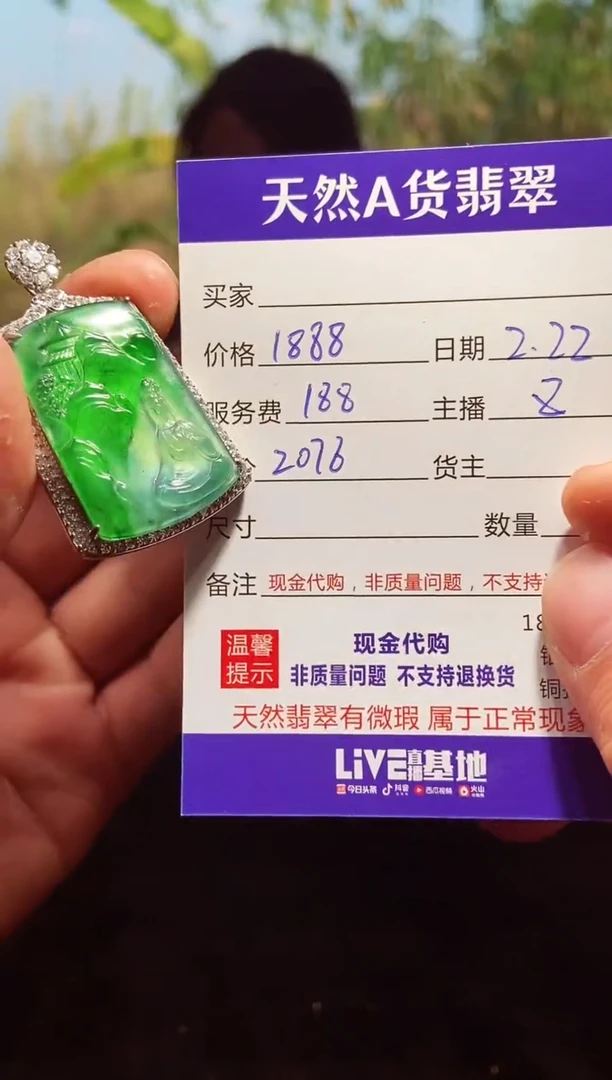 天然A货翡翠
买家
价格 1888 日期 2.22
服务费 188 主播 Z
2076 货主
尺寸 数量
备注 现金代购，非质量问题，不支持
18
温馨提示
现金代购
非质量问题 不支持退换货
铜
天然翡翠有微瑕 属于正常现象
LiVE直播基地
今日头条 抖音 西瓜视频 火山